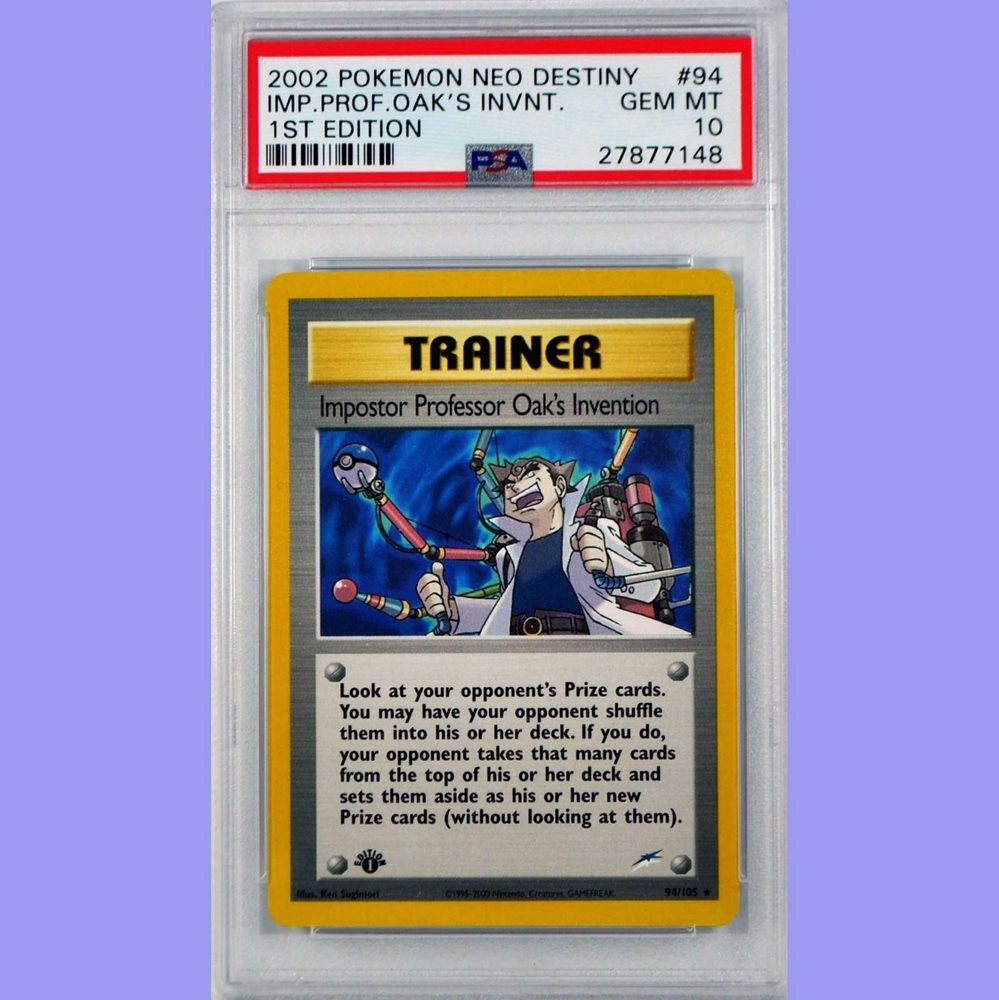 2002 POKEMON NEO DESTINY #94
IMP.PROF.OAK'S INVNT. GEM MT
1ST EDITION 10
PSA 27877148
TRAINER
Impostor Professor Oak's Invention
Look at your opponent's Prize cards.
You may have your opponent shuffle
them into his or her deck. If you do,
your opponent takes that many cards
from the top of his or her deck and
sets them aside as his or her new
Prize cards (without looking at them).
EDITION 1
Illus. Ken Sugimori ©1995-2000 Nintendo, Creatures, GAMEFREAK. 94/105 ★